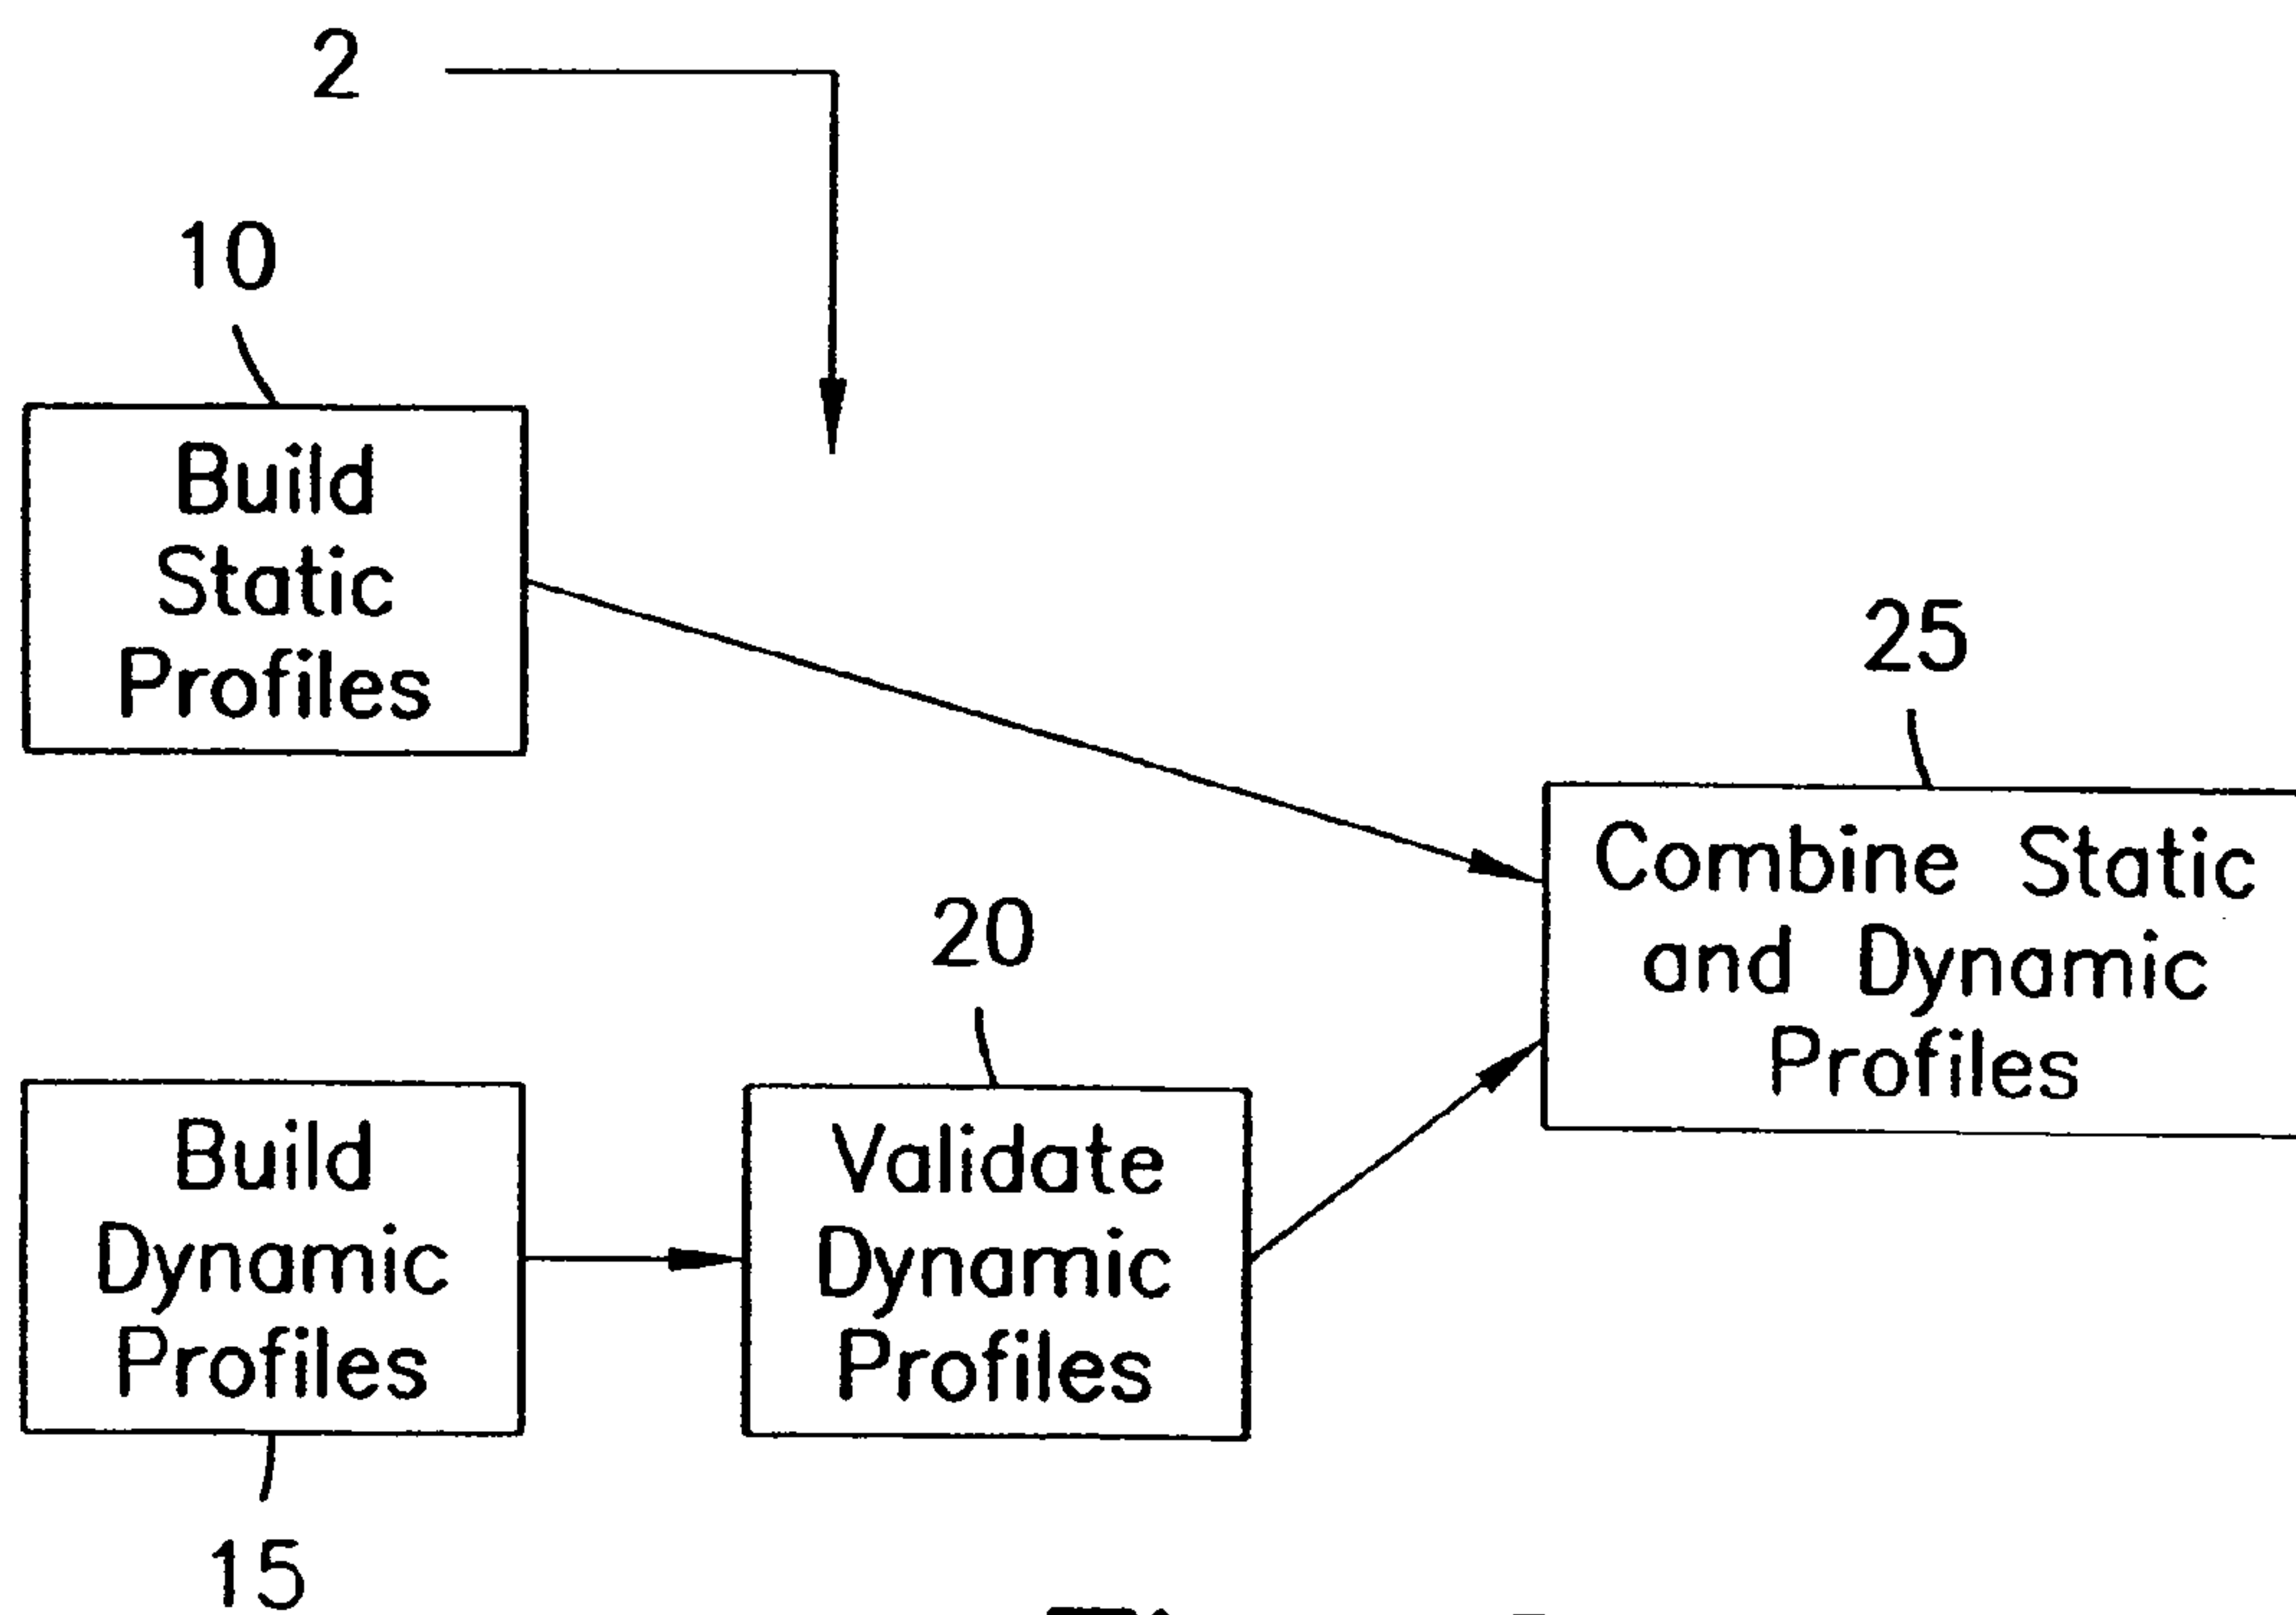 2
10
Build
Static
Profiles
25
Combine Static
and Dynamic
Profiles
20
Build
Dynamic
Profiles
Validate
Dynamic
Profiles
15